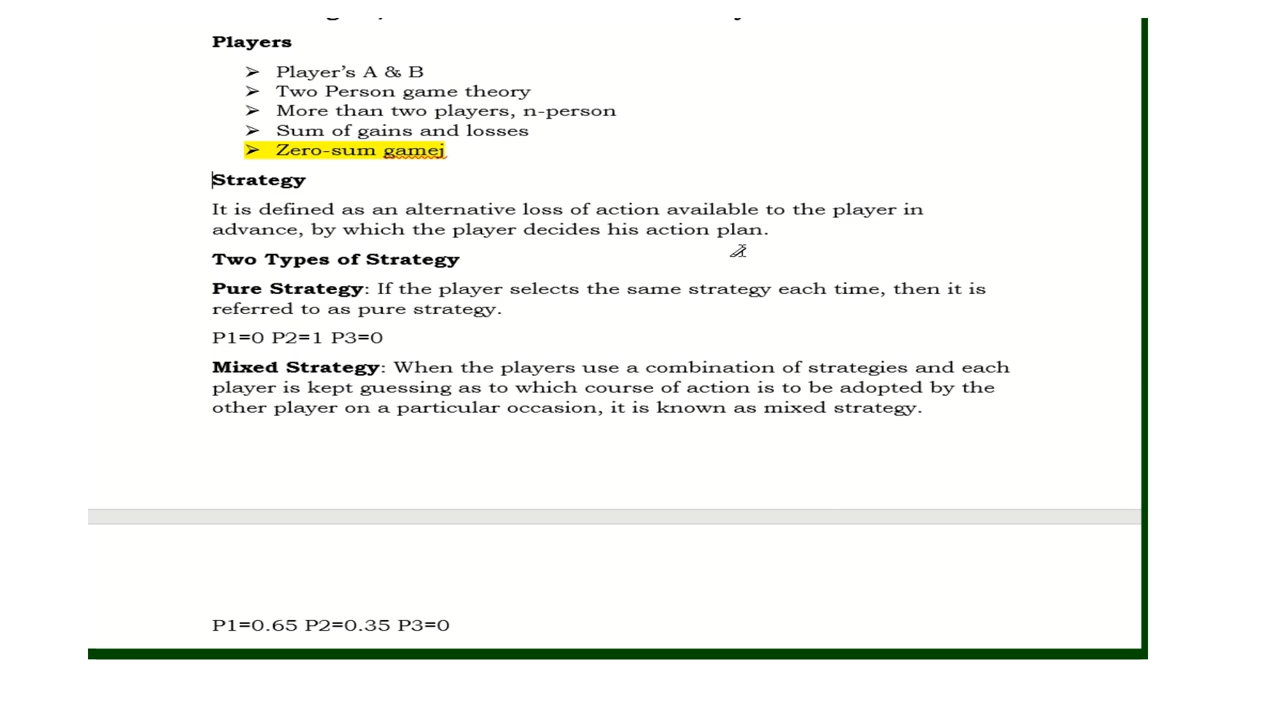 Players
➢ Player’s A & B
➢ Two Person game theory
➢ More than two players, n-person
➢ Sum of gains and losses
➢ Zero-sum gamej
Strategy
It is defined as an alternative loss of action available to the player in
advance, by which the player decides his action plan.
Two Types of Strategy
Pure Strategy: If the player selects the same strategy each time, then it is
referred to as pure strategy.
P1=0 P2=1 P3=0
Mixed Strategy: When the players use a combination of strategies and each
player is kept guessing as to which course of action is to be adopted by the
other player on a particular occasion, it is known as mixed strategy.
P1=0.65 P2=0.35 P3=0